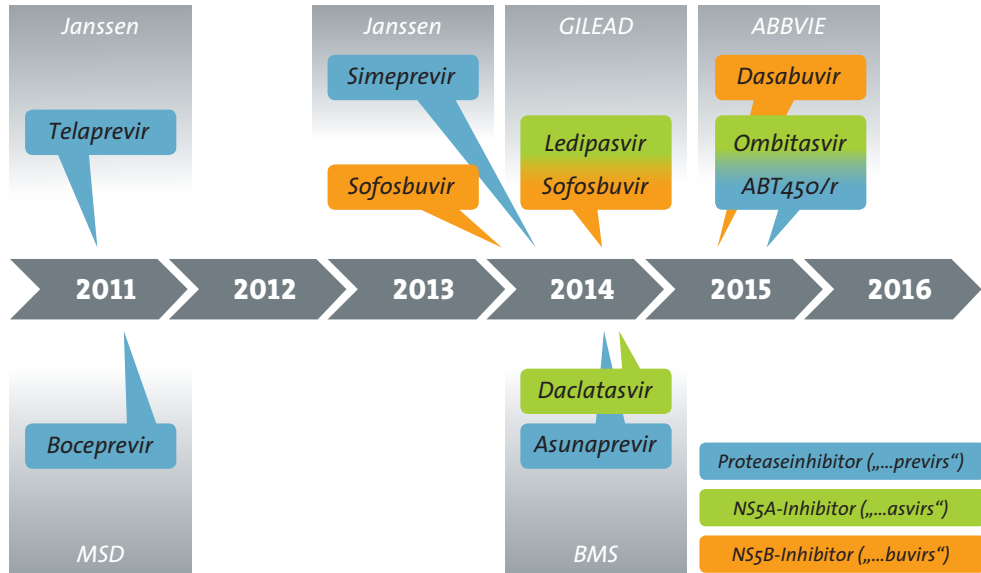 Janssen
Janssen
GILEAD
ABBVIE
Simeprevir
Dasabuvir
Telaprevir
Ledipasvir
Ombitasvir
Sofosbuvir
Sofosbuvir
ABT450/r
2011
2012
2013
2014
2015
2016
Daclatasvir
Boceprevir
Asunaprevir
Proteaseinhibitor („...previrs“)
NS5A-Inhibitor („...asvirs“)
NS5B-Inhibitor („...buvirs“)
MSD
BMS